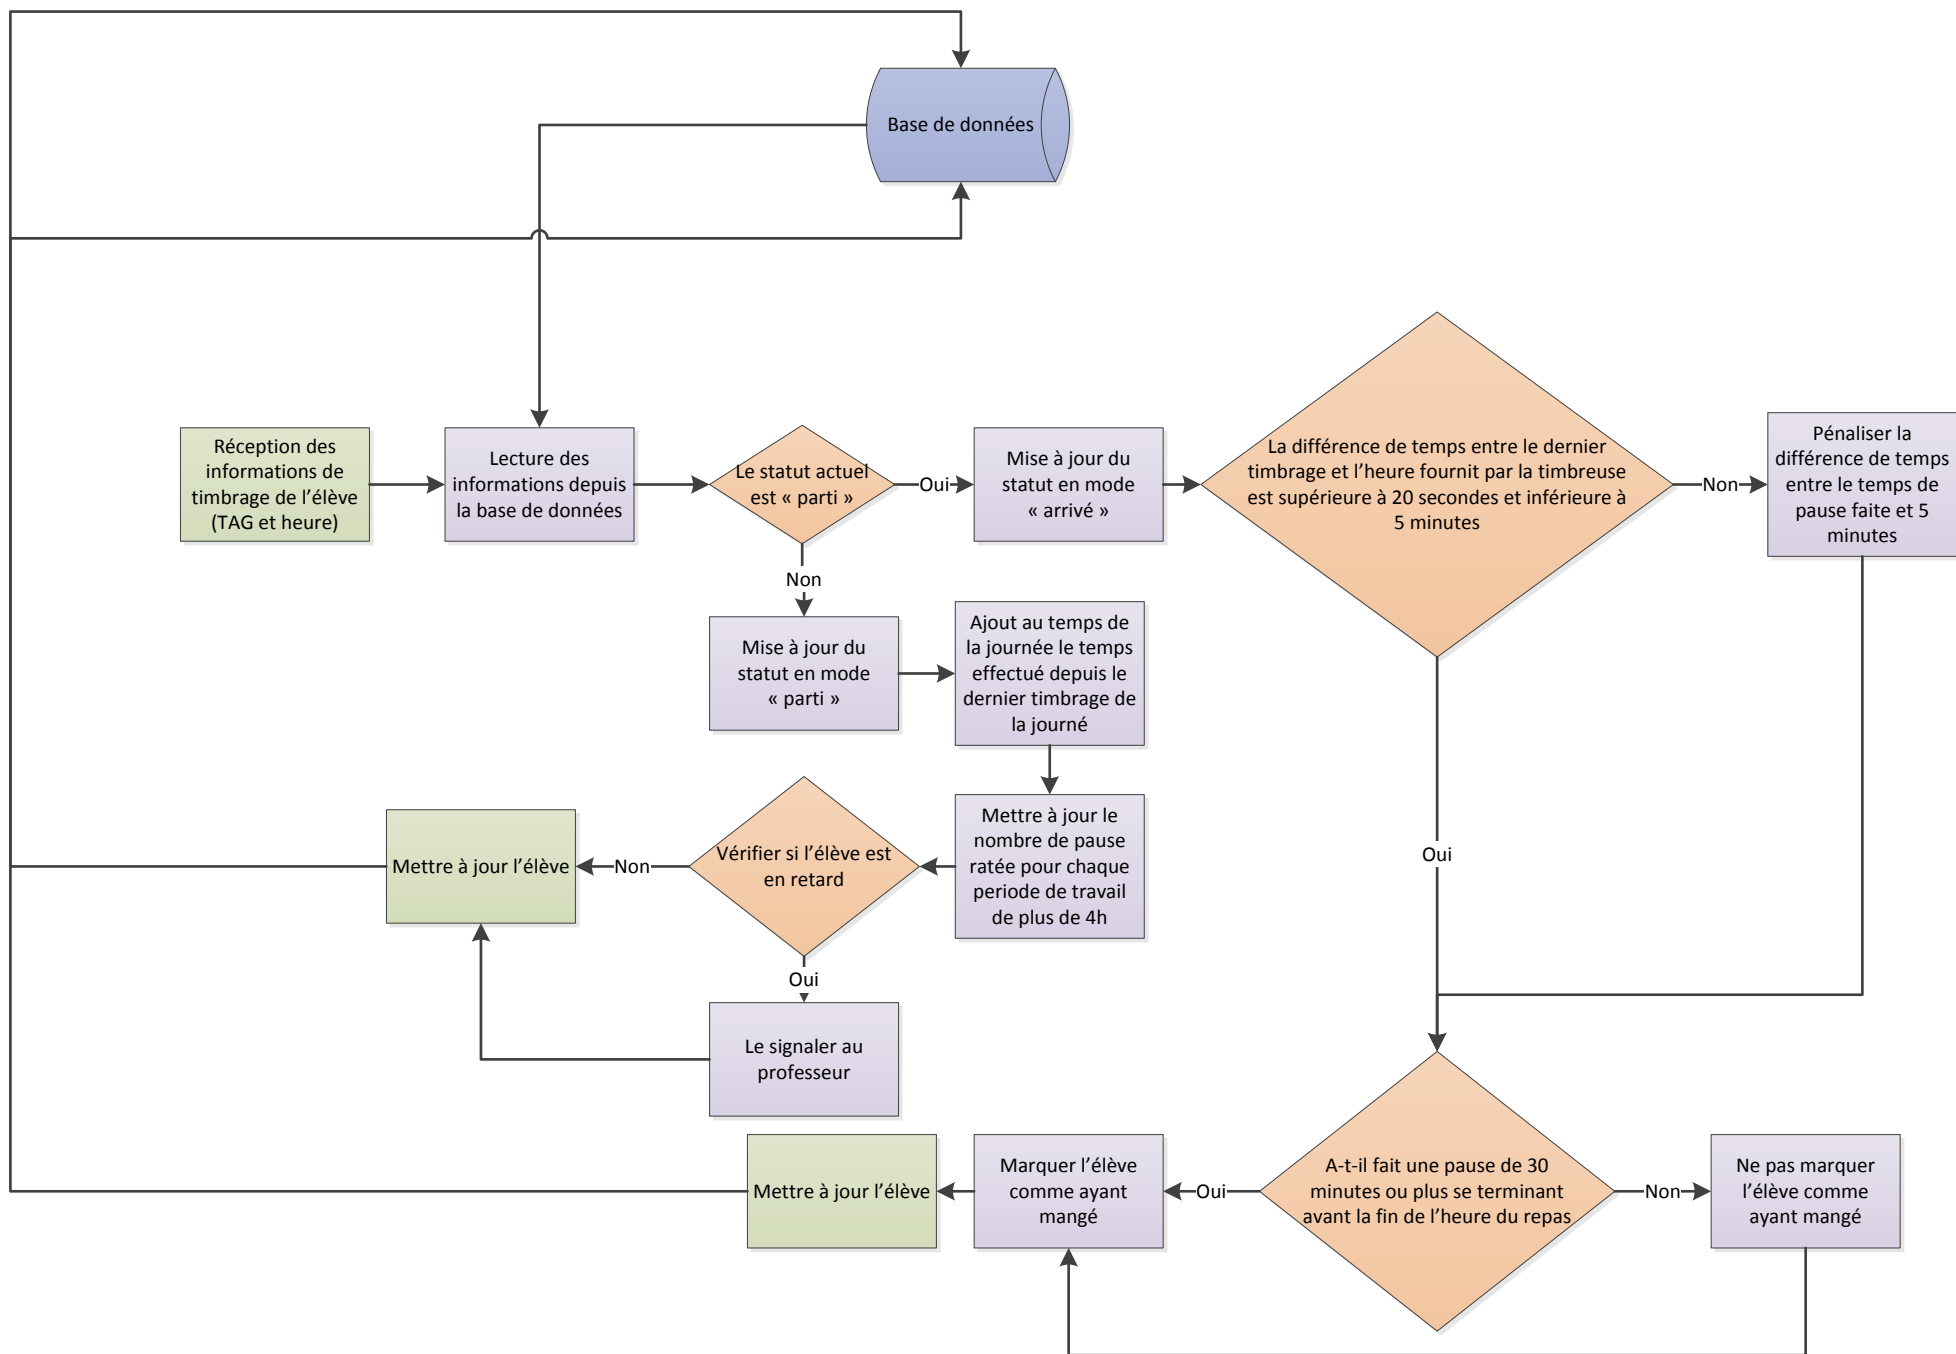 Base de données
Réception des
informations de
timbrage de l'élève
(TAG et heure)
Lecture des
informations depuis
la base de données
Le statut actuel
est « parti »
Oui
Mise à jour du
statut en mode
« arrivé »
La différence de temps entre le dernier
timbrage et l'heure fournit par la timbreuse
est supérieure à 20 secondes et inférieure à
5 minutes
Non
Pénaliser la
différence de temps
entre le temps de
pause faite et 5
minutes
Non
Mise à jour du
statut en mode
« parti »
Ajout au temps de
la journée le temps
effectué depuis le
dernier timbrage de
la journé
Mettre à jour le
nombre de pause
ratée pour chaque
periode de travail
de plus de 4h
Vérifier si l'élève est
en retard
Non
Mettre à jour l'élève
Oui
Oui
Le signaler au
professeur
A-t-il fait une pause de 30
minutes ou plus se terminant
avant la fin de l'heure du repas
Oui
Marquer l'élève
comme ayant
mangé
Mettre à jour l'élève
Non
Ne pas marquer
l'élève comme
ayant mangé